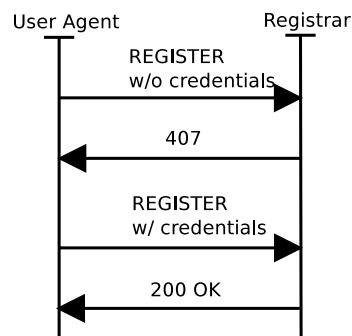 User Agent
Registrar
REGISTER
w/o credentials
407
REGISTER
w/ credentials
200 OK